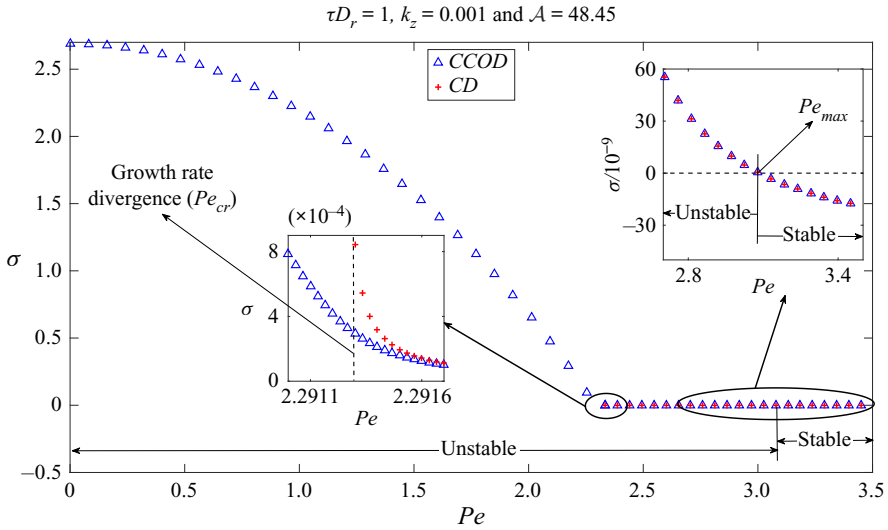 τD_r = 1, k_z = 0.001 and 𝒜 = 48.45
CCOD
CD
2.5
2.0
1.5
1.0
0.5
0
−0.5
σ
Growth rate
divergence (Pe_cr)
(×10⁻⁴)
8
4
0
σ
2.2911
2.2916
Pe
60
30
0
−30
σ/10⁻⁹
Pe_max
Unstable
Stable
2.8
3.4
Pe
Unstable
Stable
0
0.5
1.0
1.5
2.0
2.5
3.0
3.5
Pe